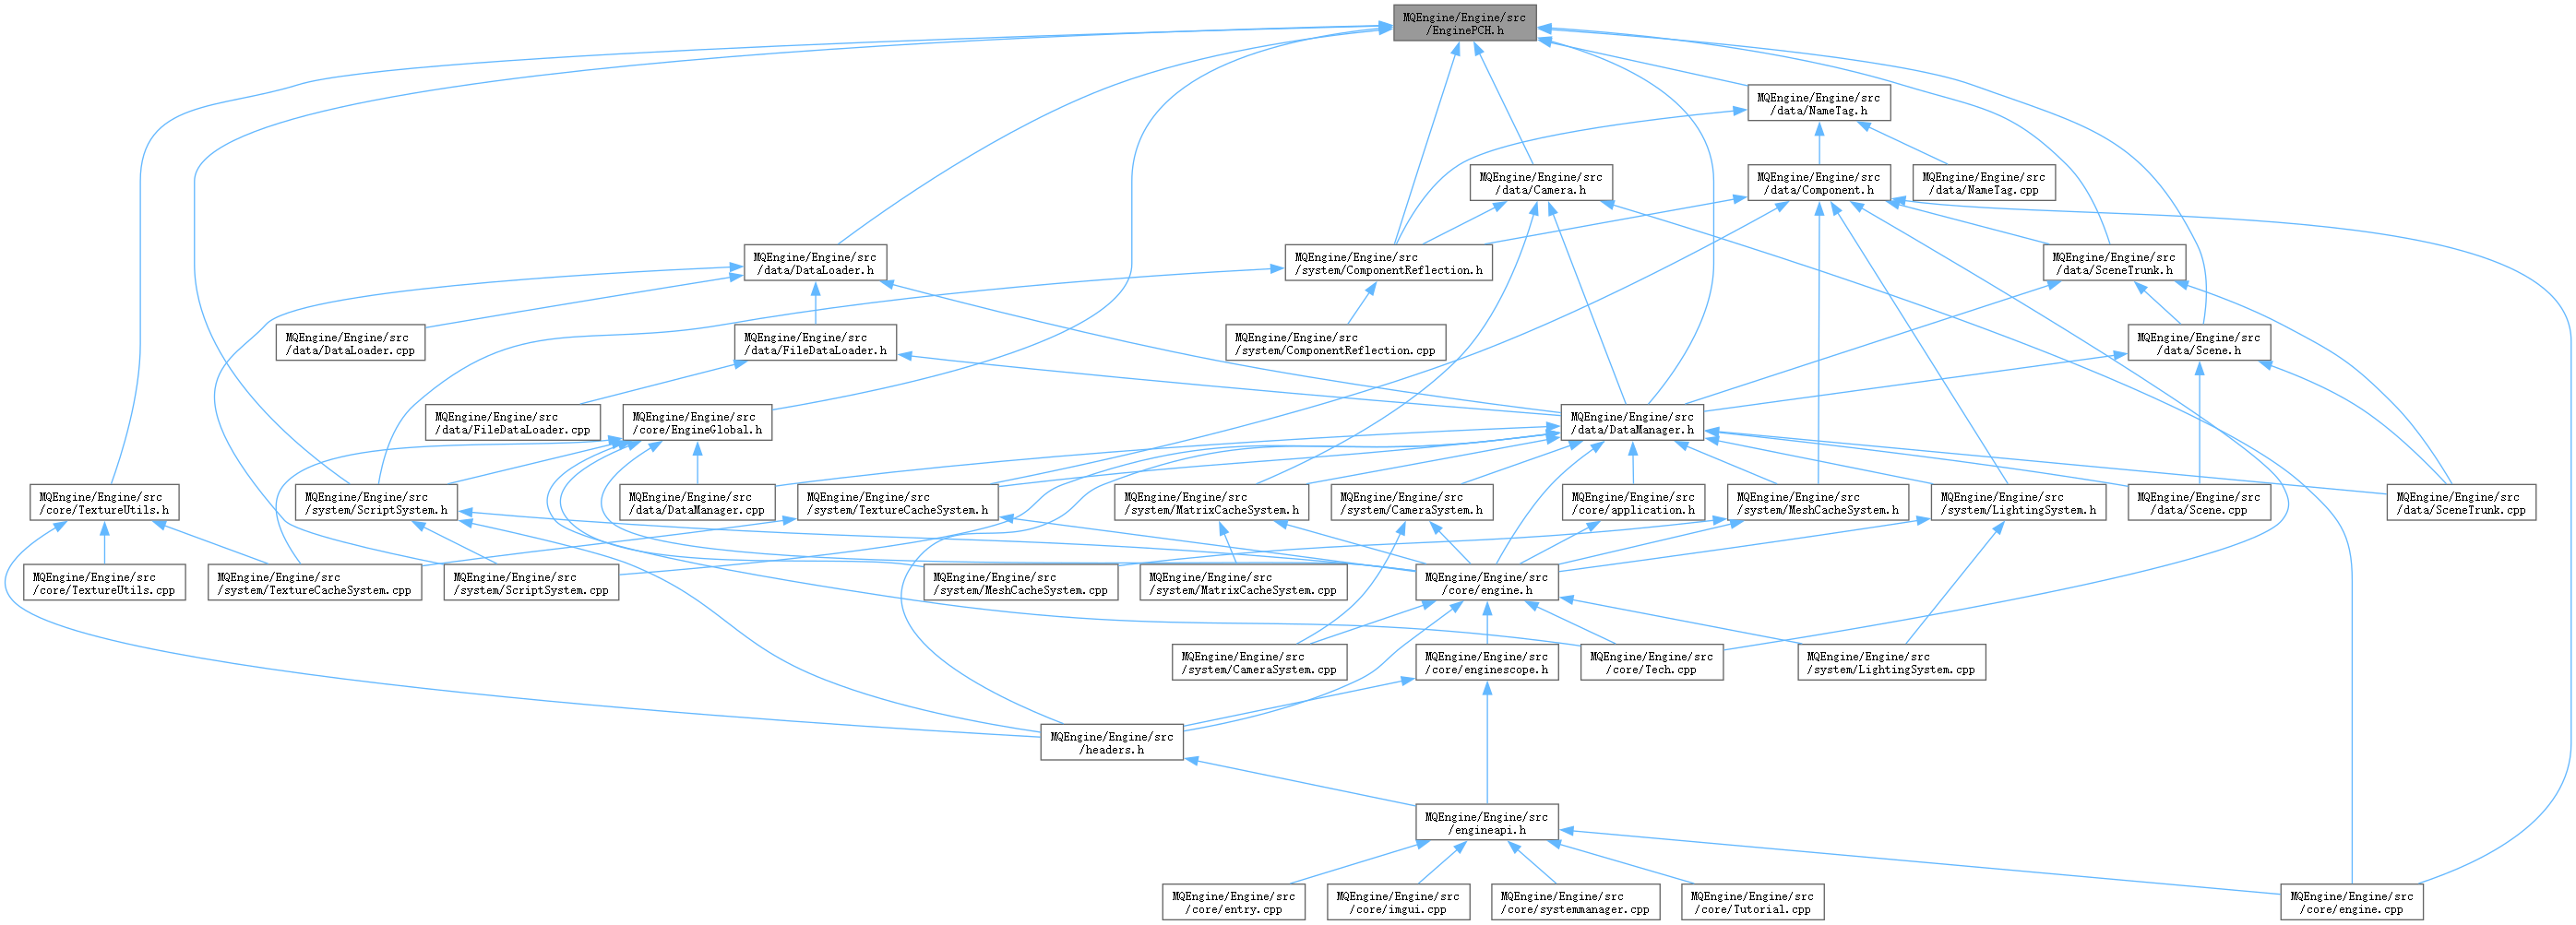 MQEngine/Engine/src
/EnginePCH.h
MQEngine/Engine/src
/data/NameTag.h
MQEngine/Engine/src
/data/Camera.h
MQEngine/Engine/src
/data/Component.h
MQEngine/Engine/src
/data/NameTag.cpp
MQEngine/Engine/src
/data/DataLoader.h
MQEngine/Engine/src
/system/ComponentReflection.h
MQEngine/Engine/src
/data/SceneTrunk.h
MQEngine/Engine/src
/data/DataLoader.cpp
MQEngine/Engine/src
/data/FileDataLoader.h
MQEngine/Engine/src
/system/ComponentReflection.cpp
MQEngine/Engine/src
/data/Scene.h
MQEngine/Engine/src
/data/FileDataLoader.cpp
MQEngine/Engine/src
/core/EngineGlobal.h
MQEngine/Engine/src
/data/DataManager.h
MQEngine/Engine/src
/core/TextureUtils.h
MQEngine/Engine/src
/system/ScriptSystem.h
MQEngine/Engine/src
/data/DataManager.cpp
MQEngine/Engine/src
/system/TextureCacheSystem.h
MQEngine/Engine/src
/system/MatrixCacheSystem.h
MQEngine/Engine/src
/system/CameraSystem.h
MQEngine/Engine/src
/core/application.h
MQEngine/Engine/src
/system/MeshCacheSystem.h
MQEngine/Engine/src
/system/LightingSystem.h
MQEngine/Engine/src
/data/Scene.cpp
MQEngine/Engine/src
/data/SceneTrunk.cpp
MQEngine/Engine/src
/core/TextureUtils.cpp
MQEngine/Engine/src
/system/TextureCacheSystem.cpp
MQEngine/Engine/src
/system/ScriptSystem.cpp
MQEngine/Engine/src
/system/MeshCacheSystem.cpp
MQEngine/Engine/src
/system/MatrixCacheSystem.cpp
MQEngine/Engine/src
/core/engine.h
MQEngine/Engine/src
/system/CameraSystem.cpp
MQEngine/Engine/src
/core/enginescope.h
MQEngine/Engine/src
/core/Tech.cpp
MQEngine/Engine/src
/system/LightingSystem.cpp
MQEngine/Engine/src
/headers.h
MQEngine/Engine/src
/engineapi.h
MQEngine/Engine/src
/core/entry.cpp
MQEngine/Engine/src
/core/imgui.cpp
MQEngine/Engine/src
/core/systemmanager.cpp
MQEngine/Engine/src
/core/Tutorial.cpp
MQEngine/Engine/src
/core/engine.cpp